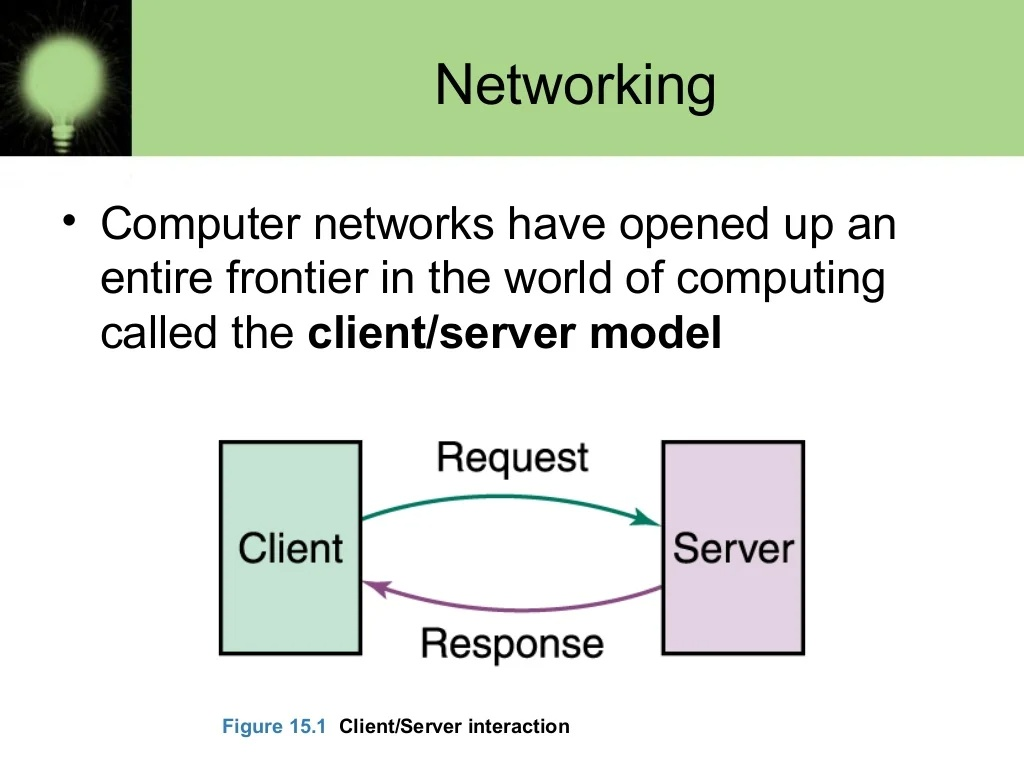 Networking
• Computer networks have opened up an
entire frontier in the world of computing
called the client/server model
Request
Client
Server
Response
Figure 15.1 Client/Server interaction